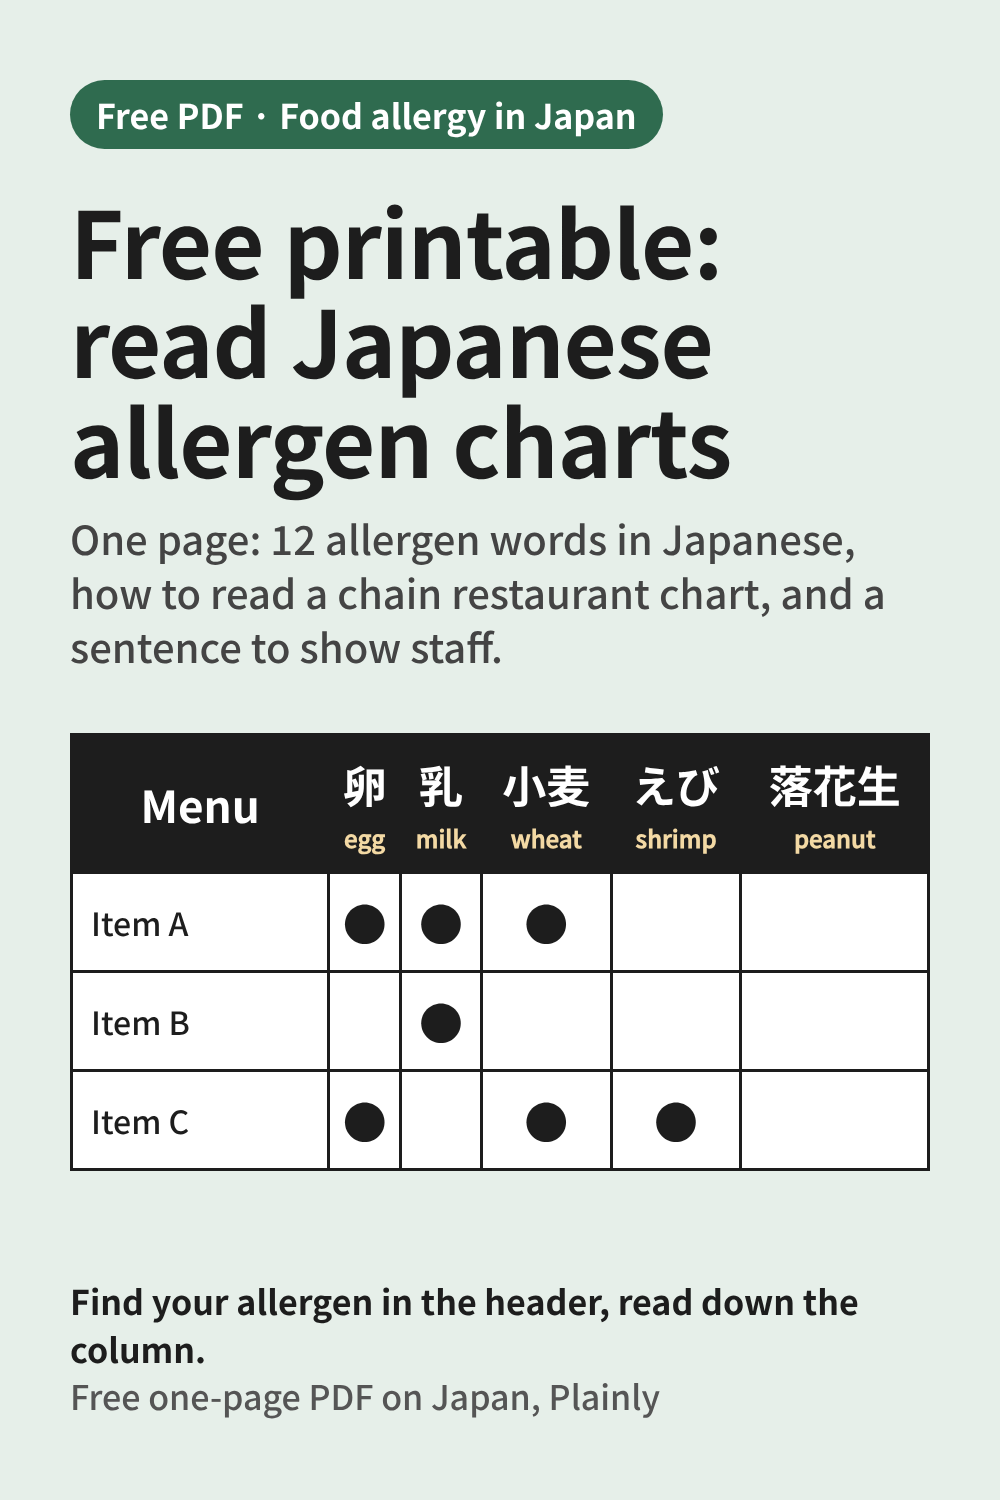 Free PDF · Food allergy in Japan
Free printable:
read Japanese
allergen charts
One page: 12 allergen words in Japanese,
how to read a chain restaurant chart, and a
sentence to show staff.
Menu 卵 乳 小麦 えび 落花生
egg milk wheat shrimp peanut
Item A ● ● ●
Item B ●
Item C ● ● ●
Find your allergen in the header, read down the
column.
Free one-page PDF on Japan, Plainly